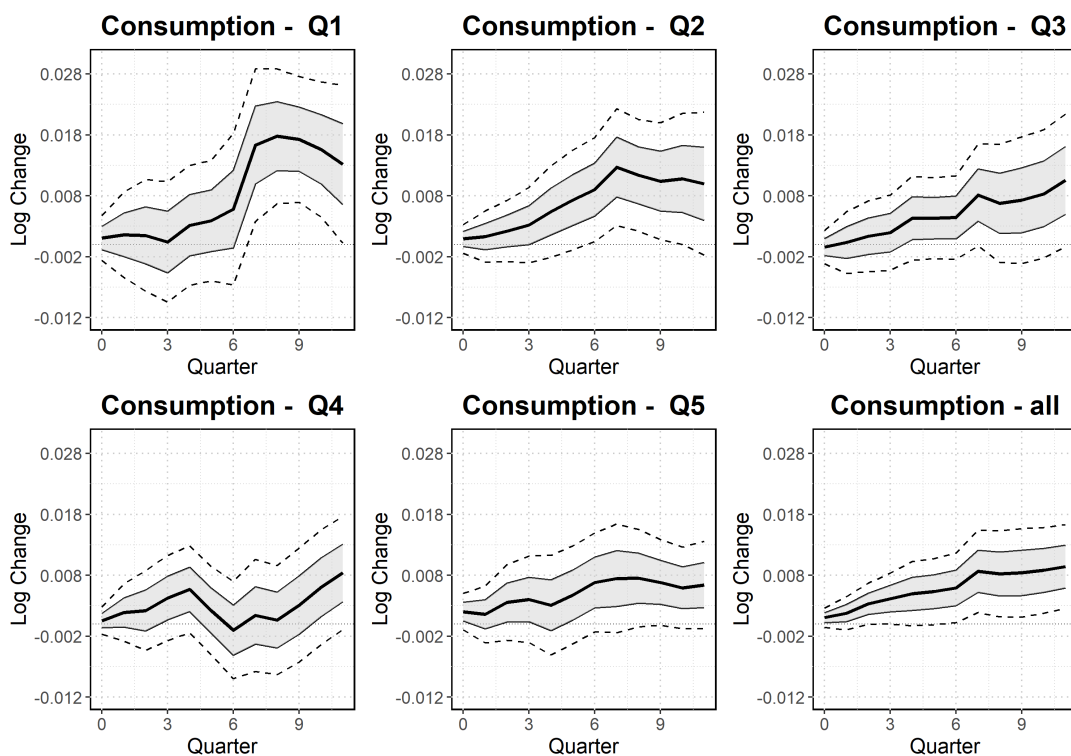 Consumption - Q1
Consumption - Q2
Consumption - Q3
Log Change
0.028
0.018
0.008
-0.002
-0.012
0 3 6 9
Quarter
Log Change
0.028
0.018
0.008
-0.002
-0.012
0 3 6 9
Quarter
Log Change
0.028
0.018
0.008
-0.002
-0.012
0 3 6 9
Quarter
Consumption - Q4
Consumption - Q5
Consumption - all
Log Change
0.028
0.018
0.008
-0.002
-0.012
0 3 6 9
Quarter
Log Change
0.028
0.018
0.008
-0.002
-0.012
0 3 6 9
Quarter
Log Change
0.028
0.018
0.008
-0.002
-0.012
0 3 6 9
Quarter